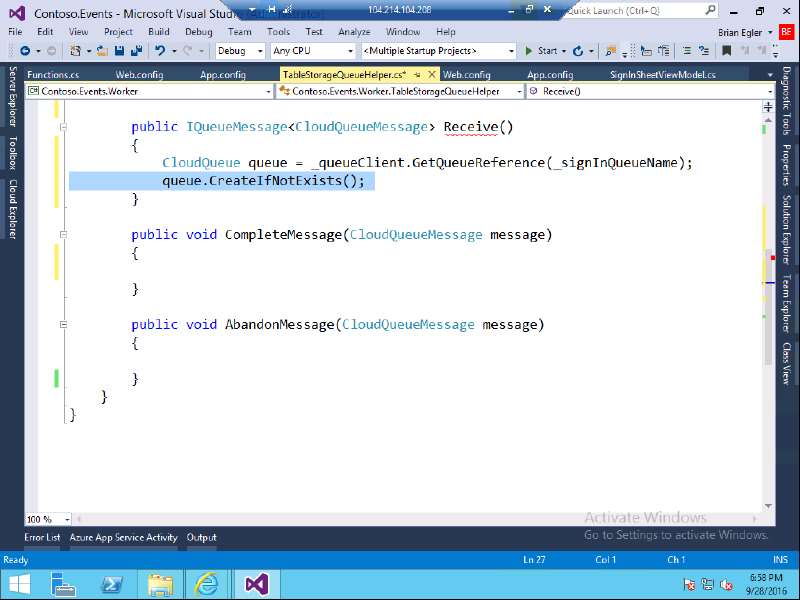 Contoso.Events - Microsoft Visual Stud
104.214.104.208
Quick Launch (Ctrl+Q)
File Edit View Project Build Debug Team Tools Test Analyze Window Help
Brian Egler
BE
Debug Any CPU <Multiple Startup Projects> Start
Functions.cs Web.config App.config TableStorageQueueHelper.cs* Web.config App.config SignInSheetViewModel.cs
Contoso.Events.Worker Contoso.Events.Worker.TableStorageQueueHelper Receive()
Server Explorer
Toolbox
Cloud Explorer
public IQueueMessage<CloudQueueMessage> Receive()
{
CloudQueue queue = _queueClient.GetQueueReference(_signInQueueName);
queue.CreateIfNotExists();
}
public void CompleteMessage(CloudQueueMessage message)
{
}
public void AbandonMessage(CloudQueueMessage message)
{
}
}
}
Diagnostic Tools
Properties
Solution Explorer
Team Explorer
Class View
100 %
Activate Windows
Go to Settings to activate Windows.
Error List Azure App Service Activity Output
Ready Ln 27 Col 1 Ch 1 INS
6:58 PM
9/28/2016